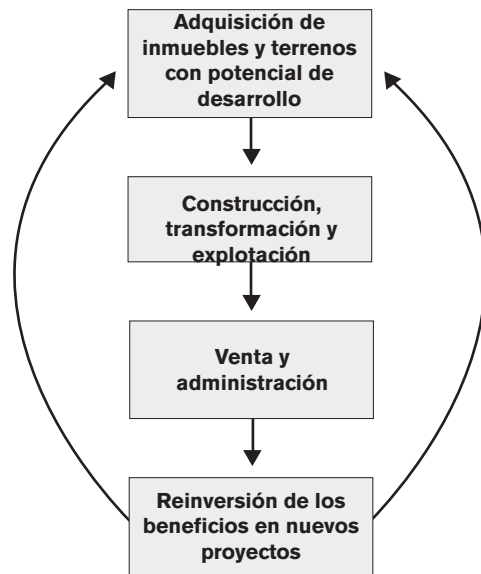 Adquisición de
inmuebles y terrenos
con potencial de
desarrollo
Construcción,
transformación y
explotación
Venta y
administración
Reinversión de los
beneficios en nuevos
proyectos